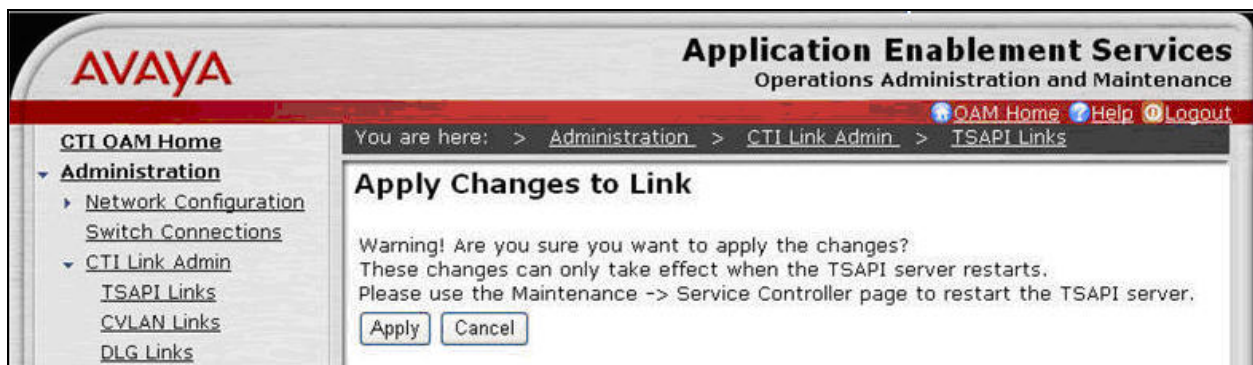 AVAYA
Application Enablement Services
Operations Administration and Maintenance
OAM Home ?Help Logout
CTI OAM Home
You are here: > Administration > CTI Link Admin > TSAPI Links
Administration
Network Configuration
Switch Connections
CTI Link Admin
TSAPI Links
CVLAN Links
DLG Links
Apply Changes to Link
Warning! Are you sure you want to apply the changes?
These changes can only take effect when the TSAPI server restarts.
Please use the Maintenance -> Service Controller page to restart the TSAPI server.
Apply Cancel